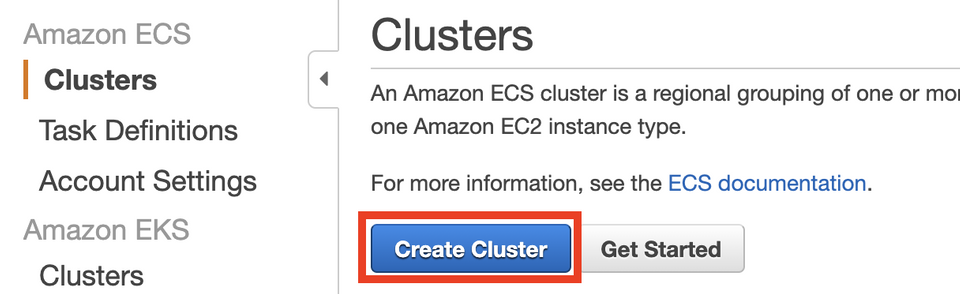 Amazon ECS
Clusters
Task Definitions
Account Settings
Amazon EKS
Clusters
Clusters
An Amazon ECS cluster is a regional grouping of one or
one Amazon EC2 instance type.
For more information, see the ECS documentation.
Create Cluster
Get Started